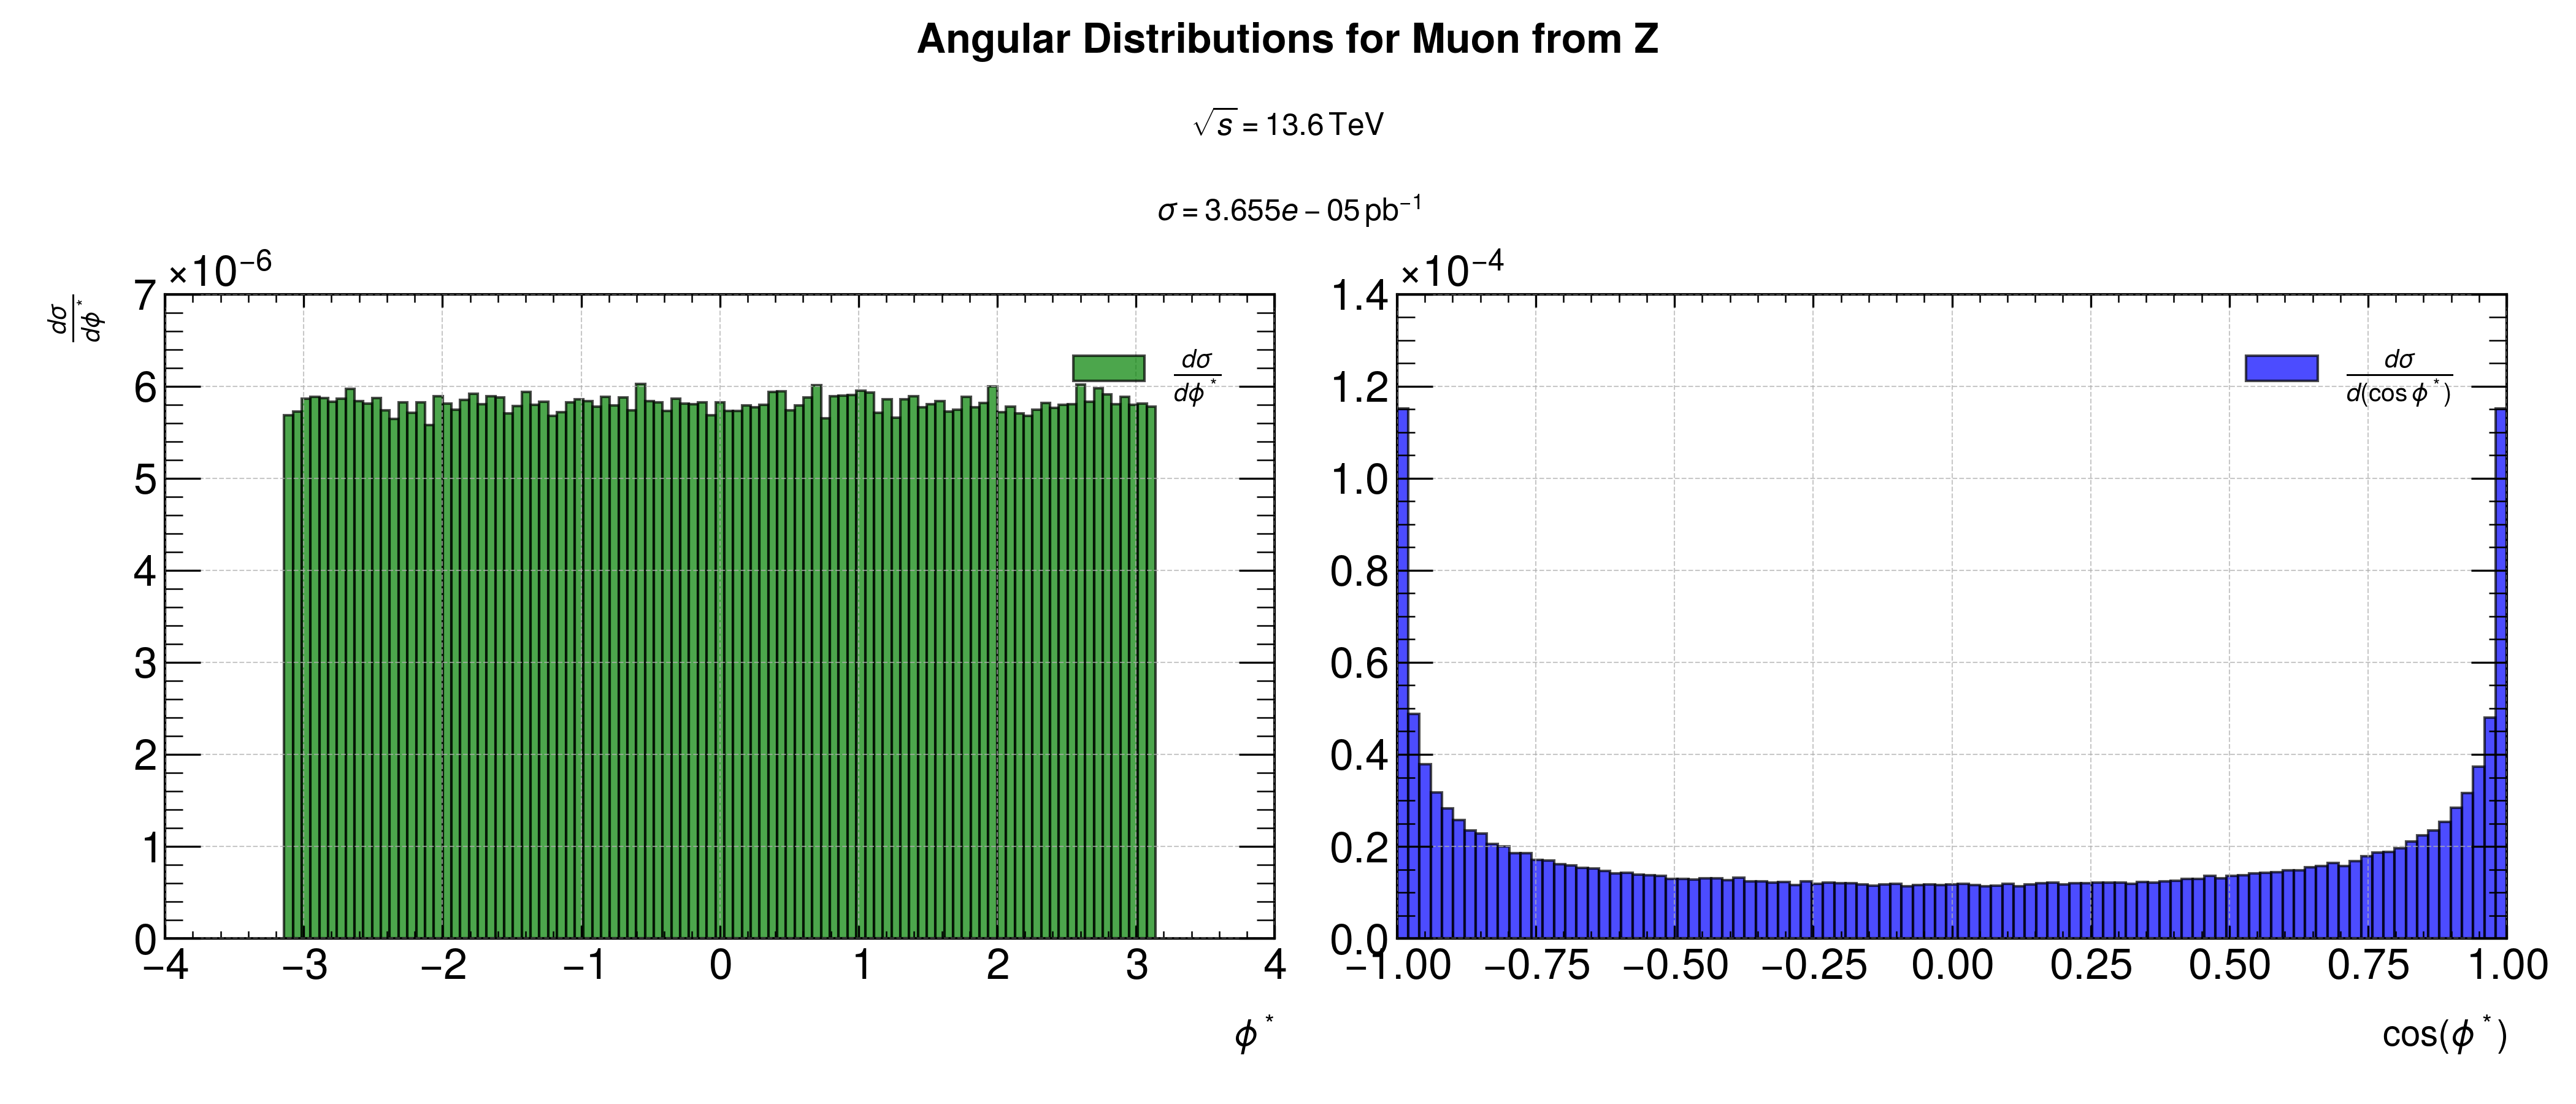 Angular Distributions for Muon from Z
√s = 13.6 TeV
σ = 3.655e − 05 pb⁻¹
×10⁻⁶
dσ/dϕ*
7
6
5
4
3
2
1
0
dσ/dϕ*
−4 −3 −2 −1 0 1 2 3 4
ϕ*
×10⁻⁴
1.4
1.2
1.0
0.8
0.6
0.4
0.2
0.0
dσ/d(cos ϕ*)
−1.00 −0.75 −0.50 −0.25 0.00 0.25 0.50 0.75 1.00
cos(ϕ*)